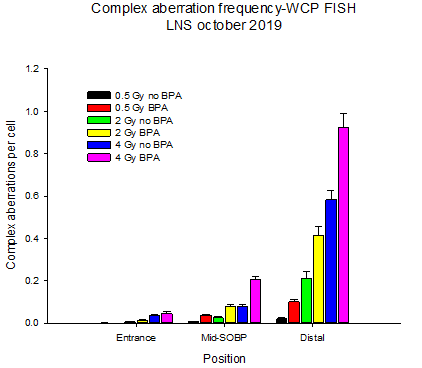 Complex aberration frequency-WCP FISH
LNS october 2019
1.2
1.0
0.8
0.6
0.4
0.2
0.0
Complex aberrations per cell
0.5 Gy no BPA
0.5 Gy BPA
2 Gy no BPA
2 Gy BPA
4 Gy no BPA
4 Gy BPA
Entrance Mid-SOBP Distal
Position